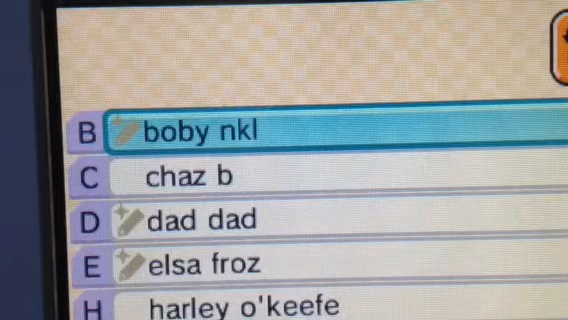 B boby nkl
C chaz b
D dad dad
E elsa froz
H harley o'keefe